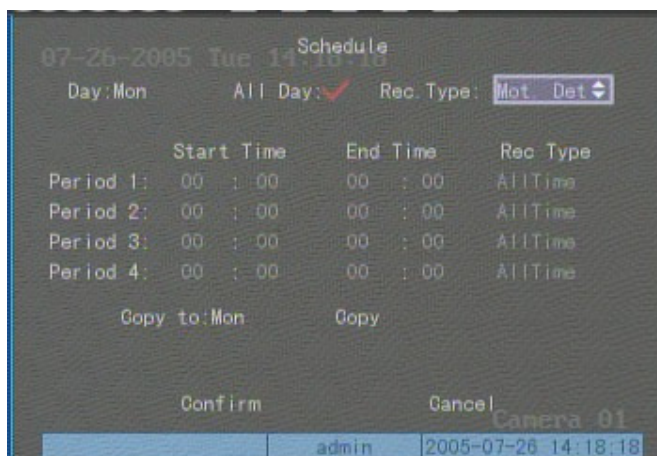 Schedule
07-26-2005 Tue 14:18:18
Day:Mon All Day: Rec.Type: Mot. Det
Start Time End Time Rec Type
Period 1: 00 : 00 00 : 00 AllTime
Period 2: 00 : 00 00 : 00 AllTime
Period 3: 00 : 00 00 : 00 AllTime
Period 4: 00 : 00 00 : 00 AllTime
Copy to:Mon Copy
Confirm Cancel
Camera 01
admin 2005-07-26 14:18:18